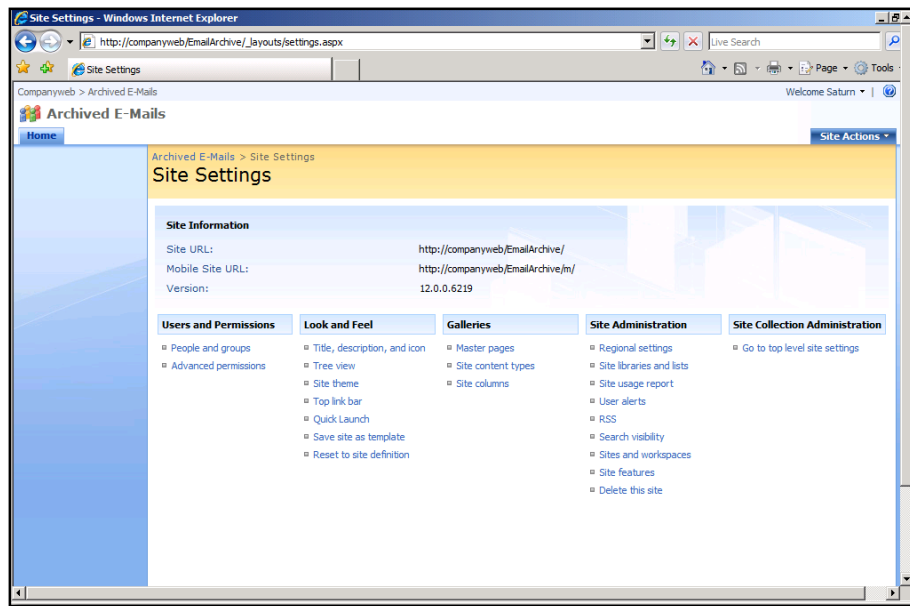 Site Settings - Windows Internet Explorer
http://companyweb/EmailArchive/_layouts/settings.aspx
Live Search
Site Settings
Page
Tools
Companyweb > Archived E-Mails
Welcome Saturn
Archived E-Mails
Home
Site Actions
Archived E-Mails > Site Settings
Site Settings
Site Information
Site URL: http://companyweb/EmailArchive/
Mobile Site URL: http://companyweb/EmailArchive/m/
Version: 12.0.0.6219
Users and Permissions
People and groups
Advanced permissions
Look and Feel
Title, description, and icon
Tree view
Site theme
Top link bar
Quick Launch
Save site as template
Reset to site definition
Galleries
Master pages
Site content types
Site columns
Site Administration
Regional settings
Site libraries and lists
Site usage report
User alerts
RSS
Search visibility
Sites and workspaces
Site features
Delete this site
Site Collection Administration
Go to top level site settings